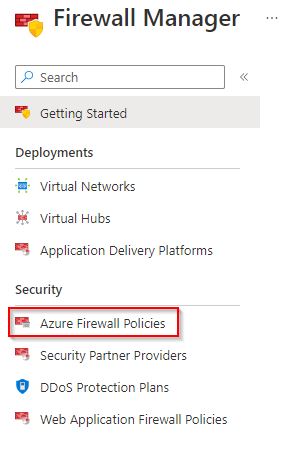 Firewall Manager
Search
Getting Started
Deployments
Virtual Networks
Virtual Hubs
Application Delivery Platforms
Security
Azure Firewall Policies
Security Partner Providers
DDoS Protection Plans
Web Application Firewall Policies